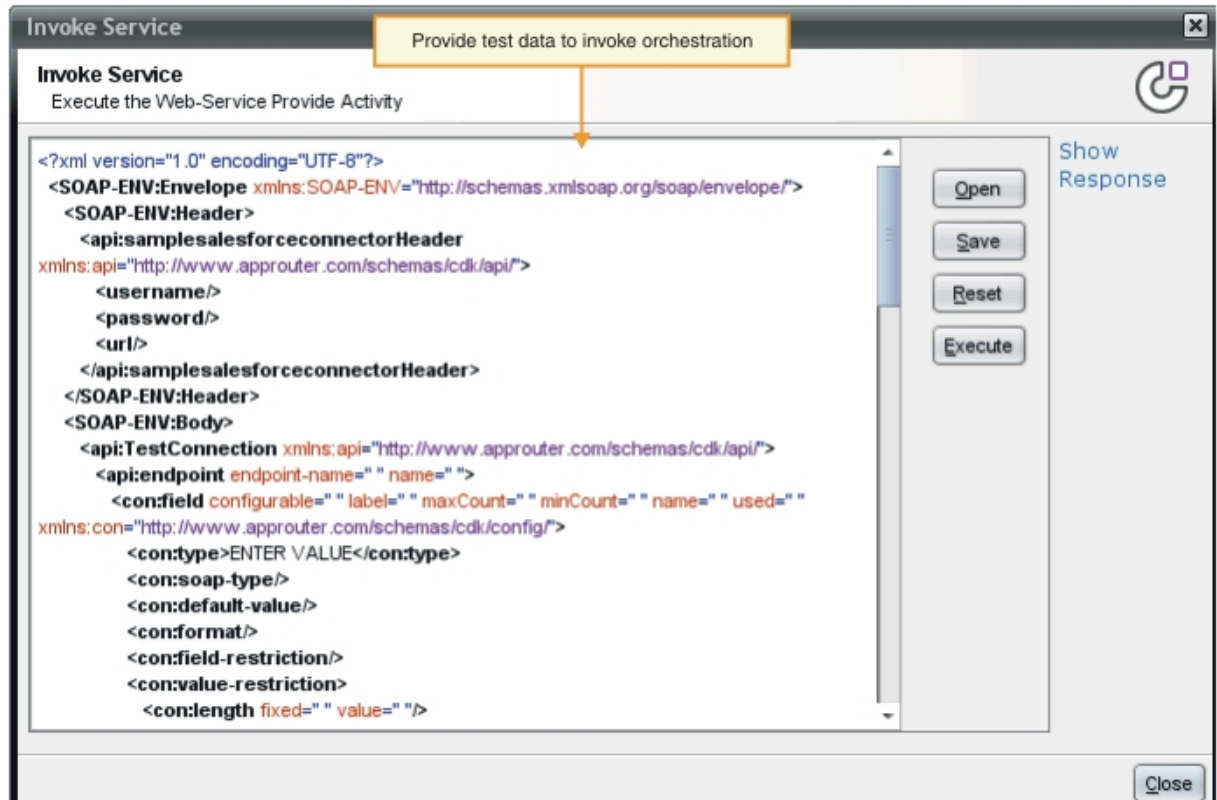 Invoke Service
Provide test data to invoke orchestration
Invoke Service
Execute the Web-Service Provide Activity
<?xml version="1.0" encoding="UTF-8"?>
<SOAP-ENV:Envelope xmlns:SOAP-ENV="http://schemas.xmlsoap.org/soap/envelope/">
<SOAP-ENV:Header>
<api:samplesalesforceconnectorHeader
xmlns:api="http://www.approuter.com/schemas/cdk/api/">
<username/>
<password/>
<url/>
</api:samplesalesforceconnectorHeader>
</SOAP-ENV:Header>
<SOAP-ENV:Body>
<api:TestConnection xmlns:api="http://www.approuter.com/schemas/cdk/api/">
<api:endpoint endpoint-name=" " name=" ">
<con:field configurable=" " label=" " maxCount=" " minCount=" " name=" " used=" "
xmlns:con="http://www.approuter.com/schemas/cdk/config/">
<con:type>ENTER VALUE</con:type>
<con:soap-type/>
<con:default-value/>
<con:format/>
<con:field-restriction/>
<con:value-restriction>
<con:length fixed=" " value=" "/>
Open
Save
Reset
Execute
Show
Response
Close